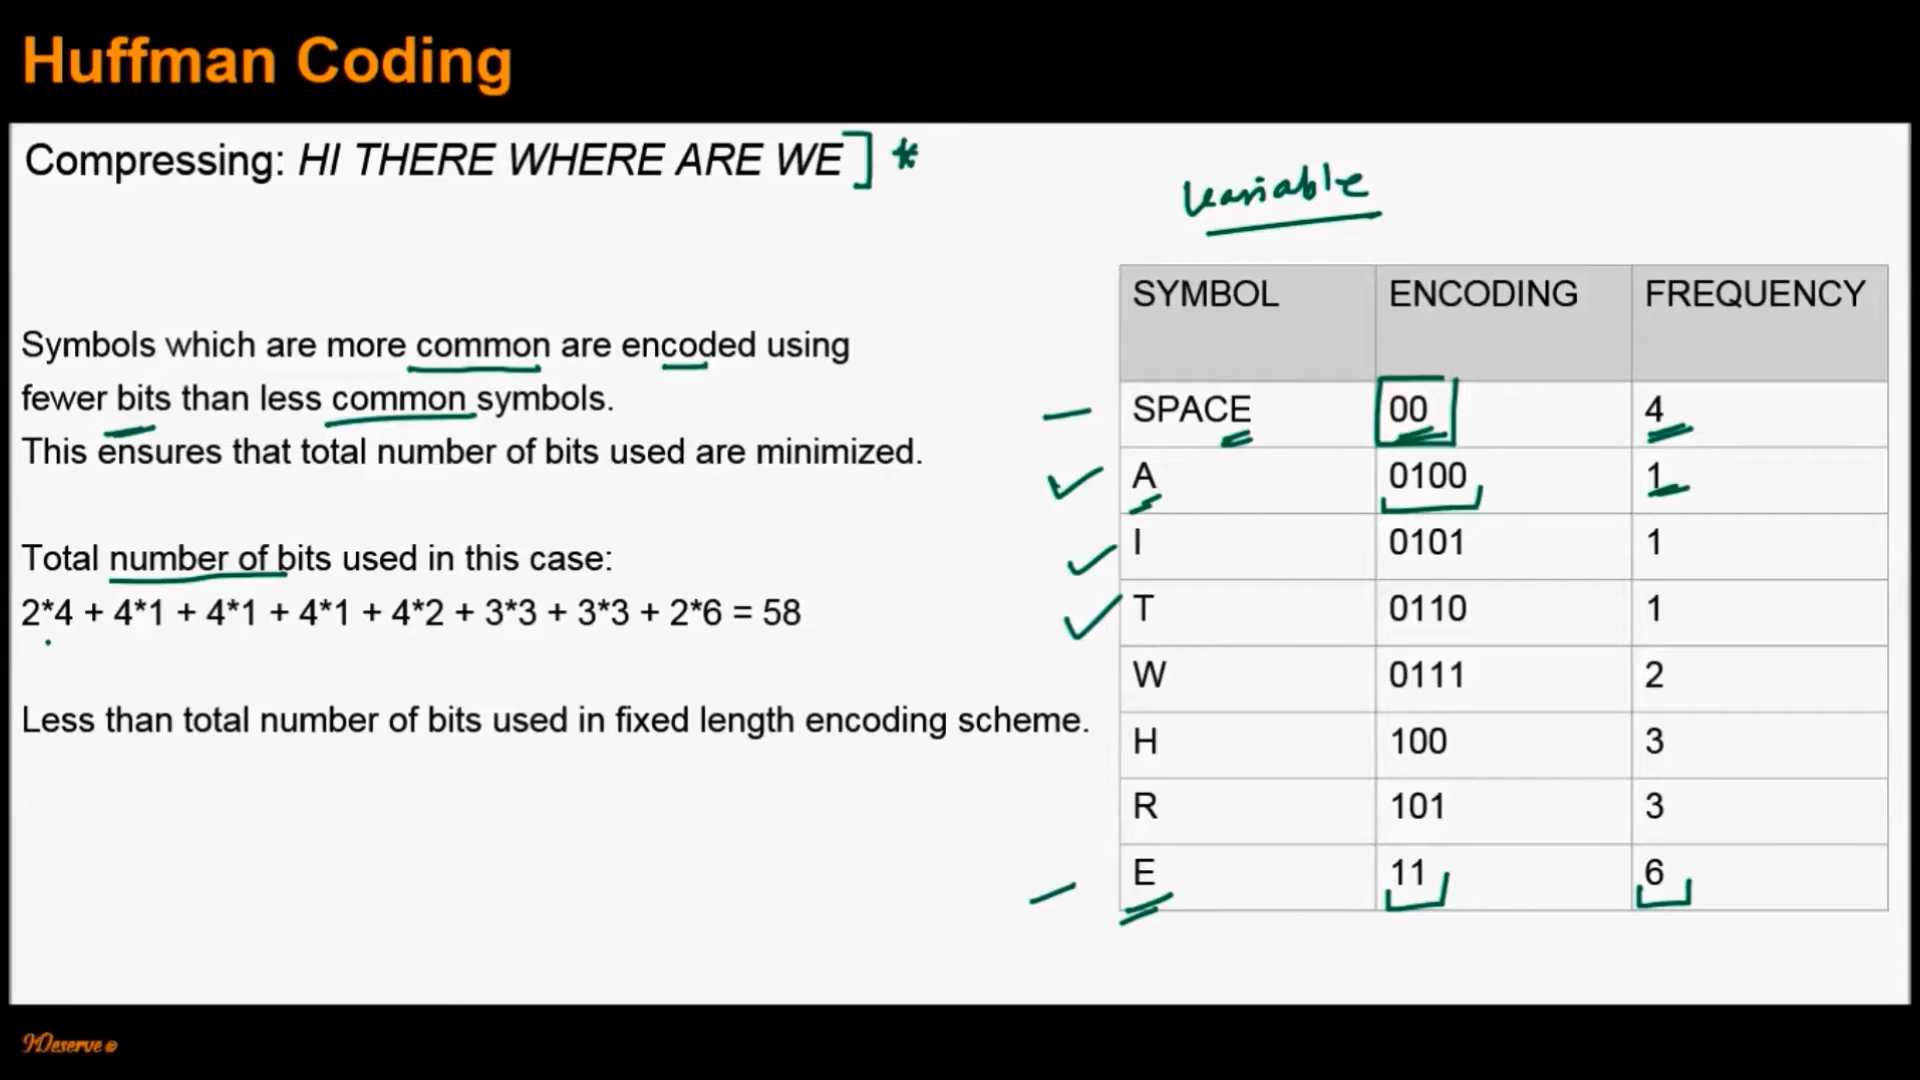 Huffman Coding
Compressing: HI THERE WHERE ARE WE ] *
variable
Symbols which are more common are encoded using
fewer bits than less common symbols.
This ensures that total number of bits used are minimized.
Total number of bits used in this case:
2*4 + 4*1 + 4*1 + 4*1 + 4*2 + 3*3 + 3*3 + 2*6 = 58
Less than total number of bits used in fixed length encoding scheme.
SYMBOL ENCODING FREQUENCY
SPACE 00 4
A 0100 1
I 0101 1
T 0110 1
W 0111 2
H 100 3
R 101 3
E 11 6
IDeserve